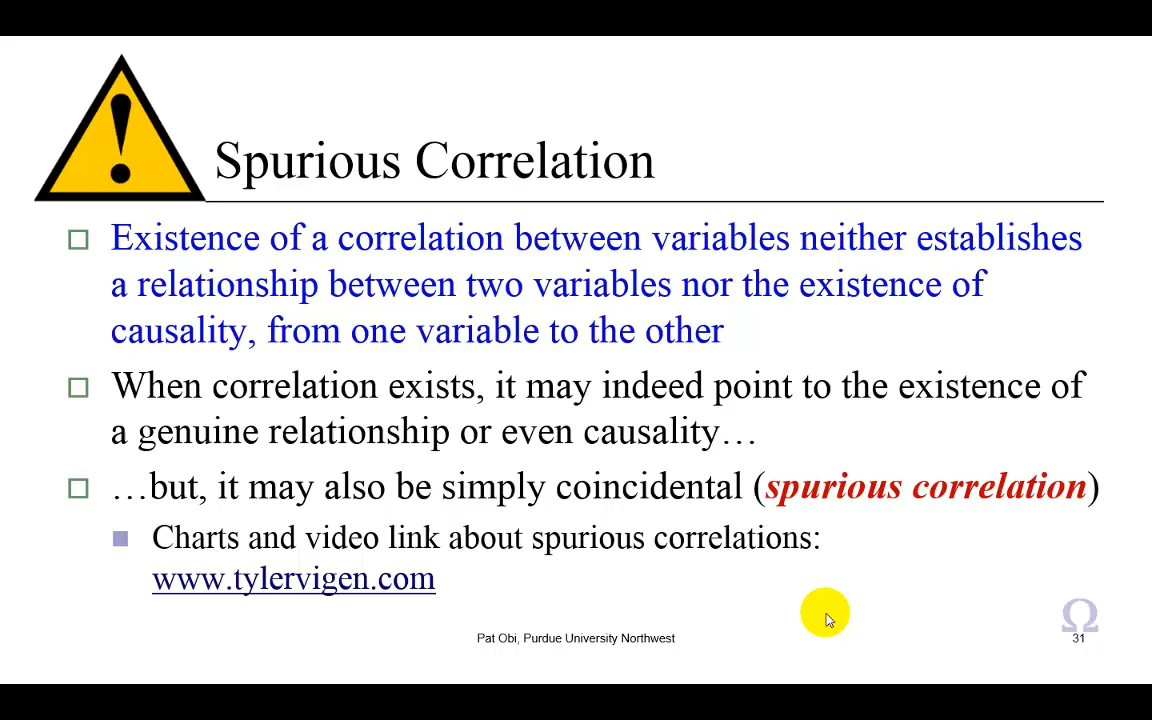 Spurious Correlation
Existence of a correlation between variables neither establishes
a relationship between two variables nor the existence of
causality, from one variable to the other
When correlation exists, it may indeed point to the existence of
a genuine relationship or even causality…
…but, it may also be simply coincidental (spurious correlation)
Charts and video link about spurious correlations:
www.tylervigen.com
Ω
Pat Obi, Purdue University Northwest
31